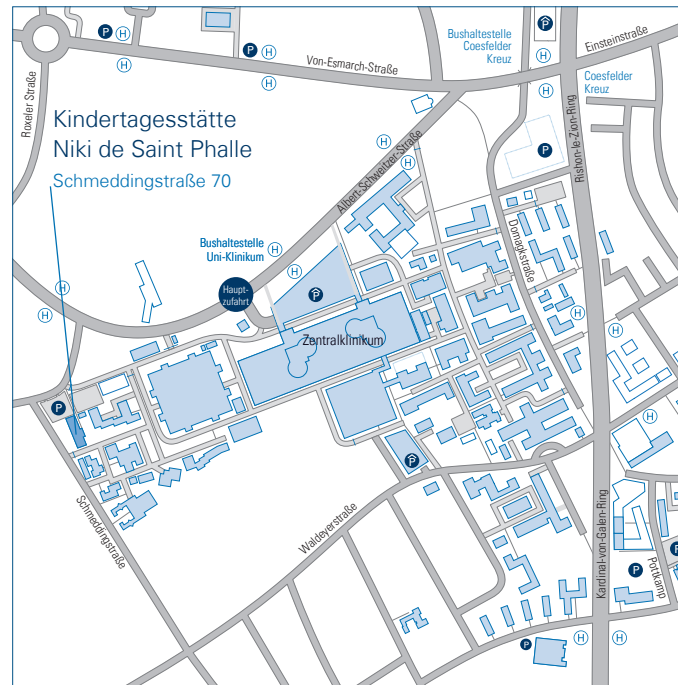 P
H
P
H
H
H
Von-Esmarch-Straße
Bushaltestelle
Coesfelder
Kreuz
P
H
Einsteinstraße
Roxeler Straße
Coesfelder
Kreuz
H
H
Rishon-le-Zion-Ring
Kindertagesstätte
Niki de Saint Phalle
Schmeddingstraße 70
Albert-Schweitzer-Straße
H
H
P
Domagkstraße
Bushaltestelle
Uni-Klinikum
H
H
Haupt-
zufahrt
P
H
H
H
H
Zentralklinikum
H
H
P
H
P
Schmeddingstraße
Waldeyerstraße
Kardinal-von-Galen-Ring
Pottkamp
P
P
P
H
H